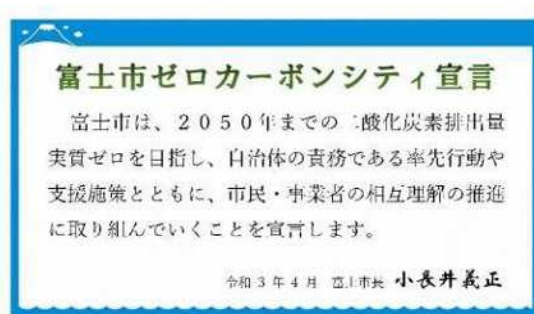 富士市ゼロカーボンシティ宣言
富士市は、２０５０年までの二酸化炭素排出量
実質ゼロを目指し、自治体の責務である率先行動や
支援施策とともに、市民・事業者の相互理解の推進
に取り組んでいくことを宣言します。
令和３年４月 富士市長 小長井義正